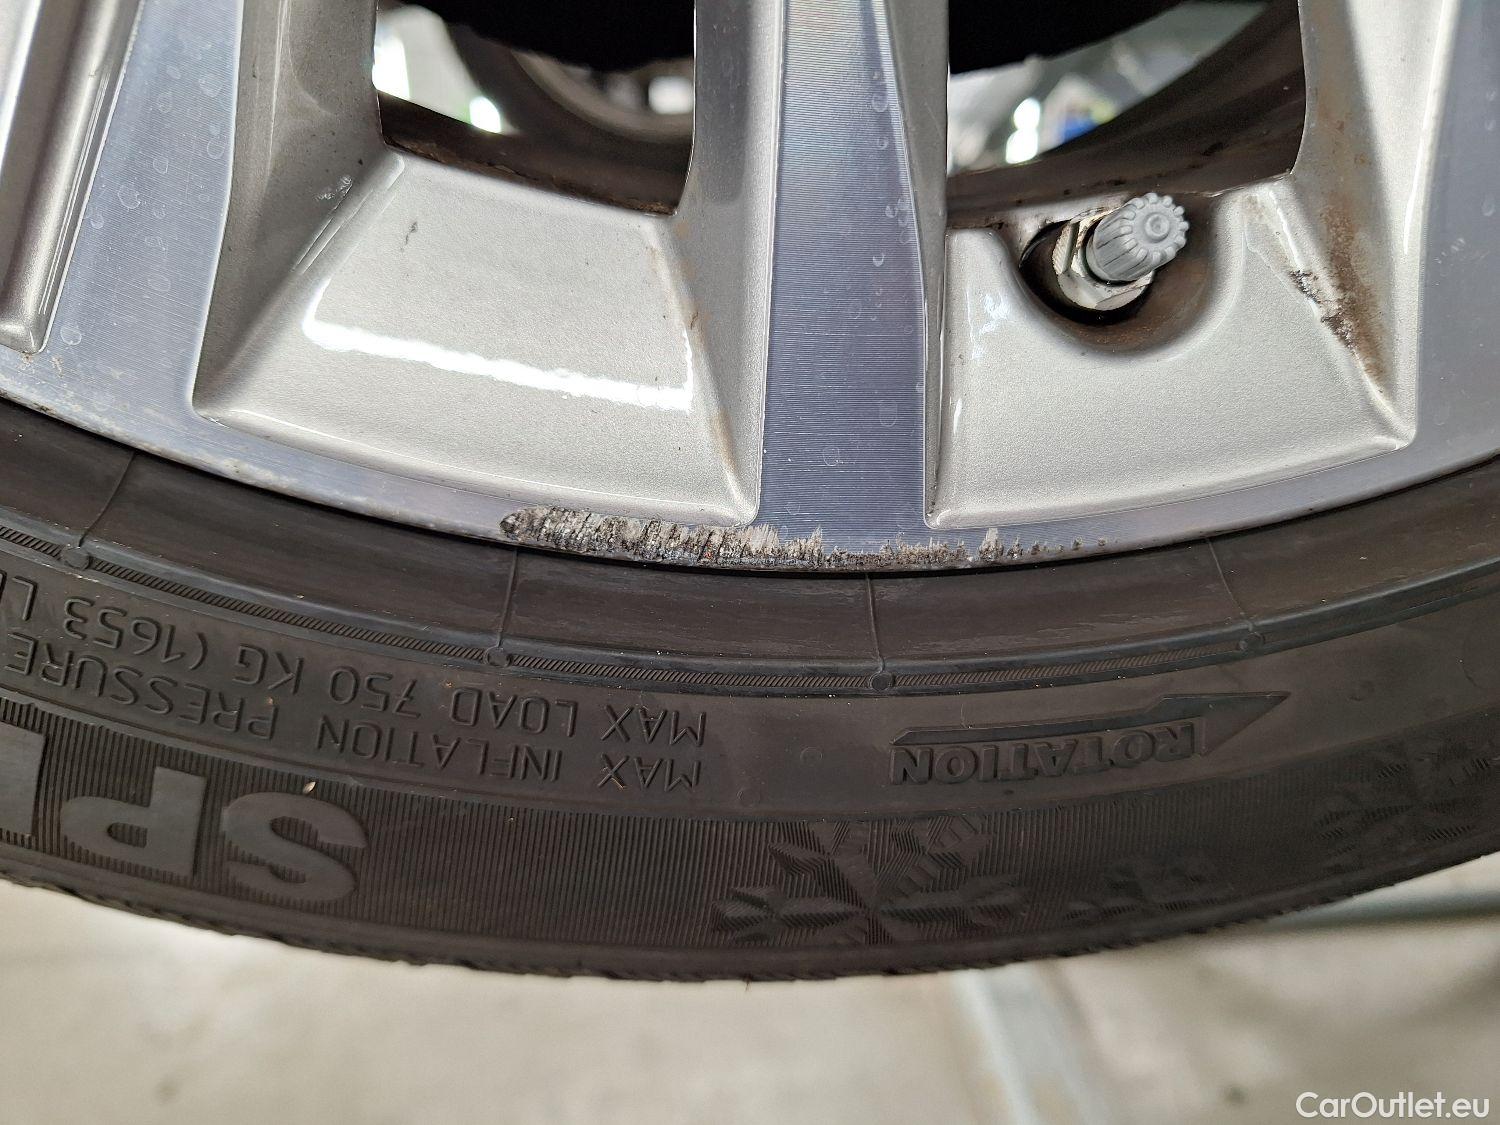 MAX LOAD 750 KG (1653 L
MAX INFLATION PRESSURE
ROTATION
SP
CarOutlet.eu